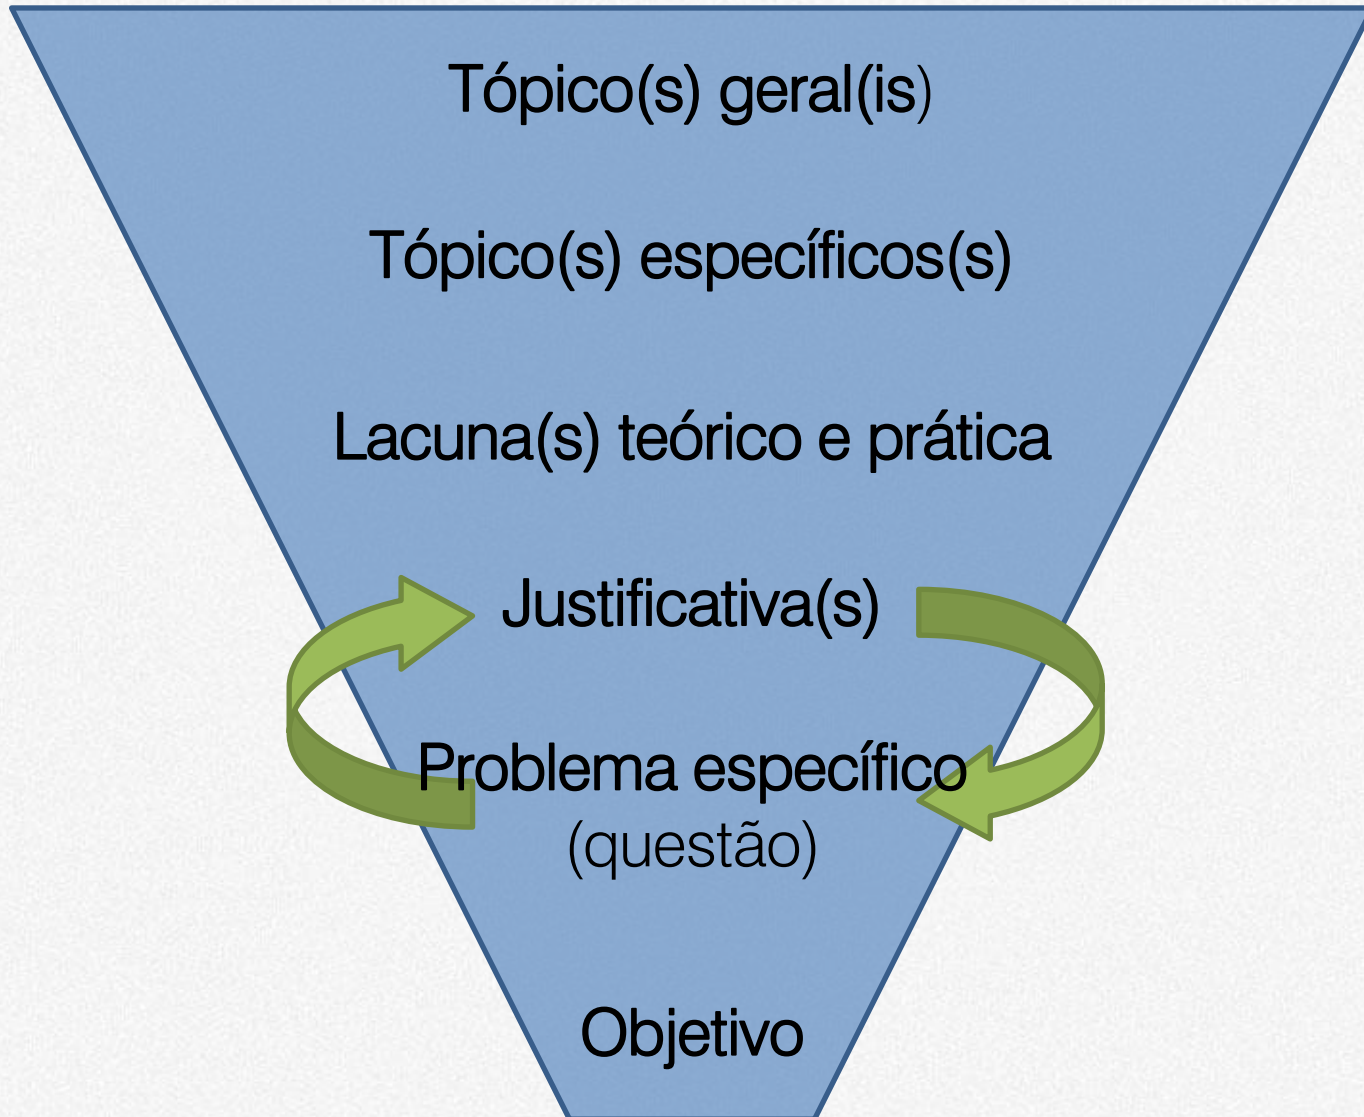 Tópico(s) geral(is)
Tópico(s) específicos(s)
Lacuna(s) teórico e prática
Justificativa(s)
Problema específico
(questão)
Objetivo